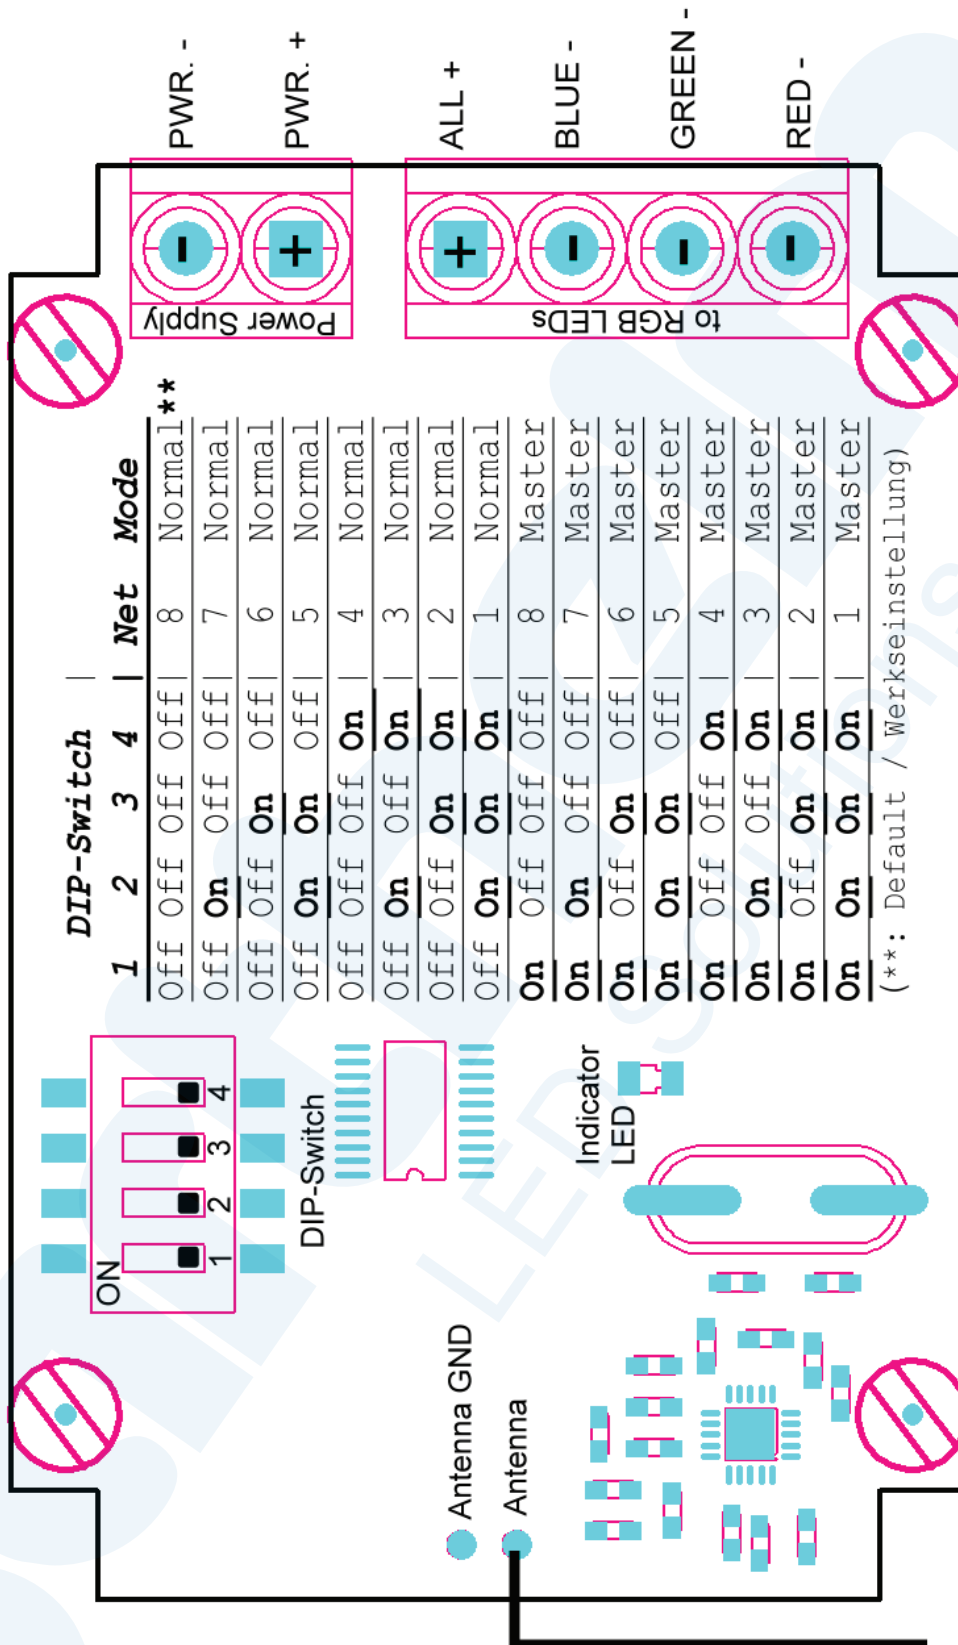 ON
1 2 3 4
DIP-Switch
DIP-Switch |
1 2 3 4 | Net Mode
Off Off Off Off | 8 Normal**
Off On Off Off | 7 Normal
Off Off On Off | 6 Normal
Off On On Off | 5 Normal
Off Off Off On | 4 Normal
Off On Off On | 3 Normal
Off Off On On | 2 Normal
Off On On On | 1 Normal
On Off Off Off | 8 Master
On On Off Off | 7 Master
On Off On Off | 6 Master
On On On Off | 5 Master
On Off Off On | 4 Master
On On Off On | 3 Master
On Off On On | 2 Master
On On On On | 1 Master
(**: Default / Werkseinstellung)
Power Supply
- PWR. -
+ PWR. +
to RGB LEDs
+ ALL +
- BLUE -
- GREEN -
- RED -
Antenna GND
Antenna
Indicator
LED
LED Solutions